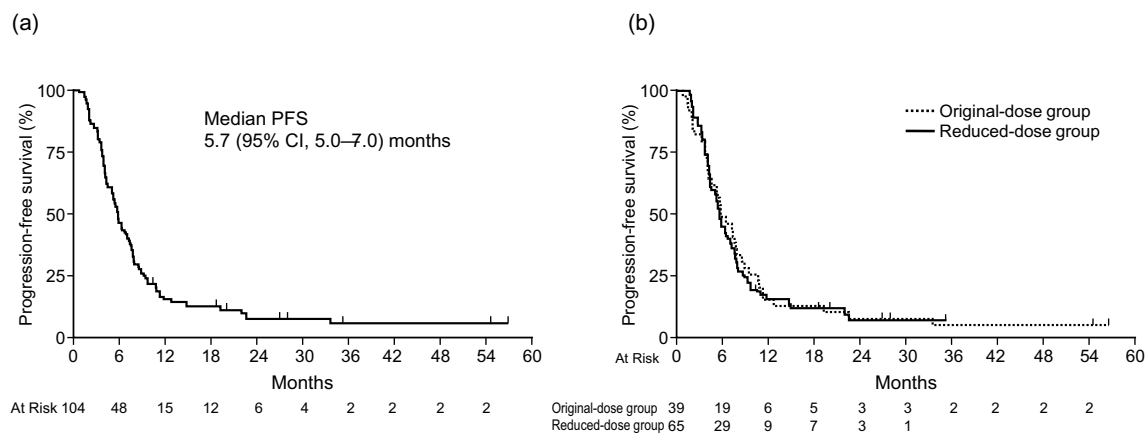 (a)
(b)
100
75
50
25
0
Progression-free survival (%)
Median PFS
5.7 (95% CI, 5.0–7.0) months
0 6 12 18 24 30 36 42 48 54 60
Months
At Risk 104 48 15 12 6 4 2 2 2 2
100
75
50
25
0
Progression-free survival (%)
Original-dose group
Reduced-dose group
At Risk
0 6 12 18 24 30 36 42 48 54 60
Months
Original-dose group 39 19 6 5 3 3 2 2 2 2
Reduced-dose group 65 29 9 7 3 1